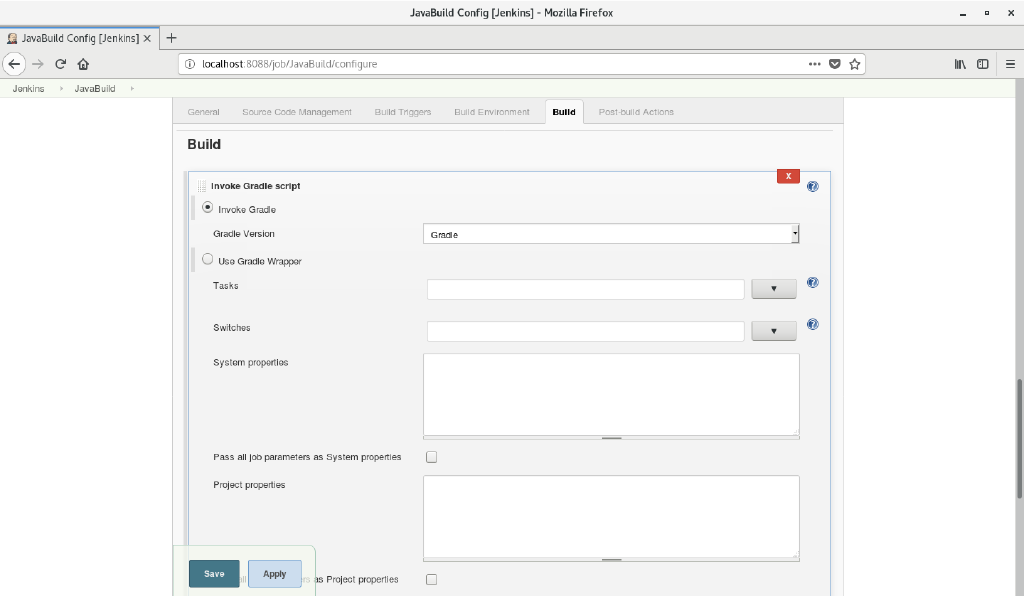 JavaBuild Config [Jenkins] - Mozilla Firefox
JavaBuild Config [Jenkins]
localhost:8088/job/JavaBuild/configure
Jenkins JavaBuild
General Source Code Management Build Triggers Build Environment Build Post-build Actions
Build
X
Invoke Gradle script
Invoke Gradle
Gradle Version Gradle
Use Gradle Wrapper
Tasks
Switches
System properties
Pass all job parameters as System properties
Project properties
Save Apply
as Project properties